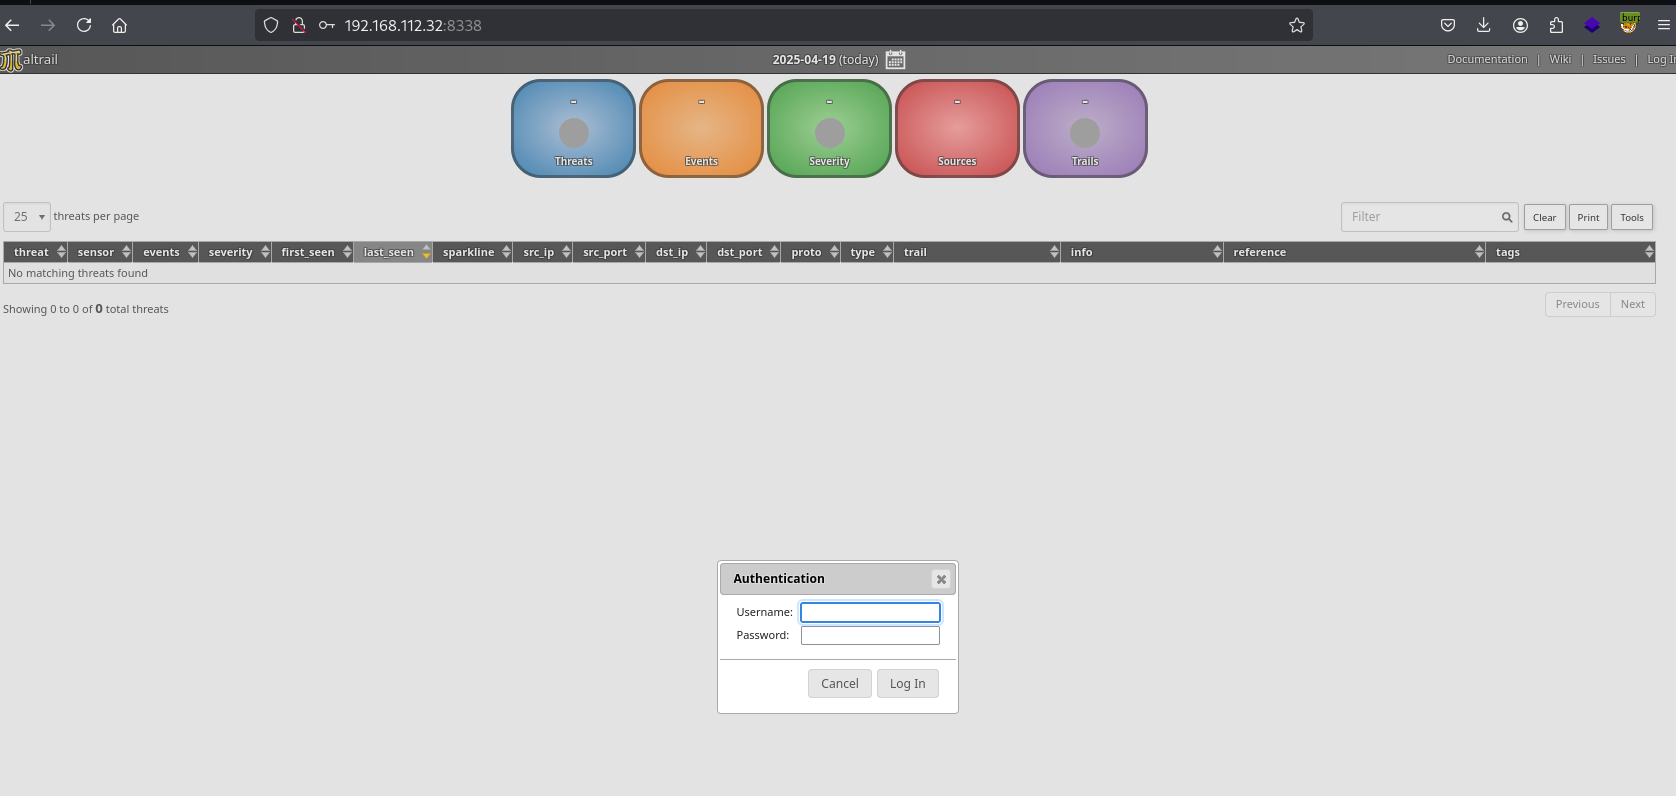 192.168.112.32:8338
burp
altrail
2025-04-19 (today)
Documentation | Wiki | Issues | Log In
- - - - -
Threats Events Severity Sources Trails
25 threats per page
Filter Clear Print Tools
threat sensor events severity first_seen last_seen sparkline src_ip src_port dst_ip dst_port proto type trail info reference tags
No matching threats found
Showing 0 to 0 of 0 total threats
Previous Next
Authentication
Username:
Password:
Cancel Log In